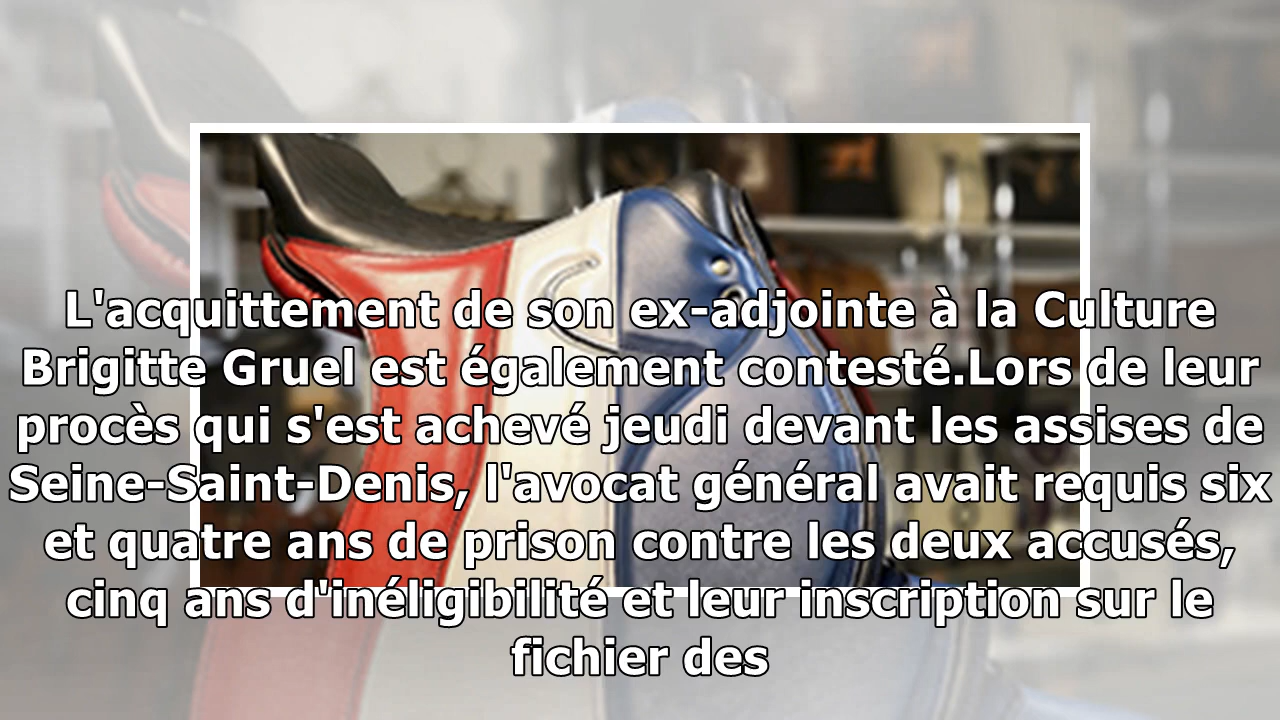 L'acquittement de son ex-adjointe à la Culture
Brigitte Gruel est également contesté.Lors de leur
procès qui s'est achevé jeudi devant les assises de
Seine-Saint-Denis, l'avocat général avait requis six
et quatre ans de prison contre les deux accusés,
cinq ans d'inéligibilité et leur inscription sur le
fichier des